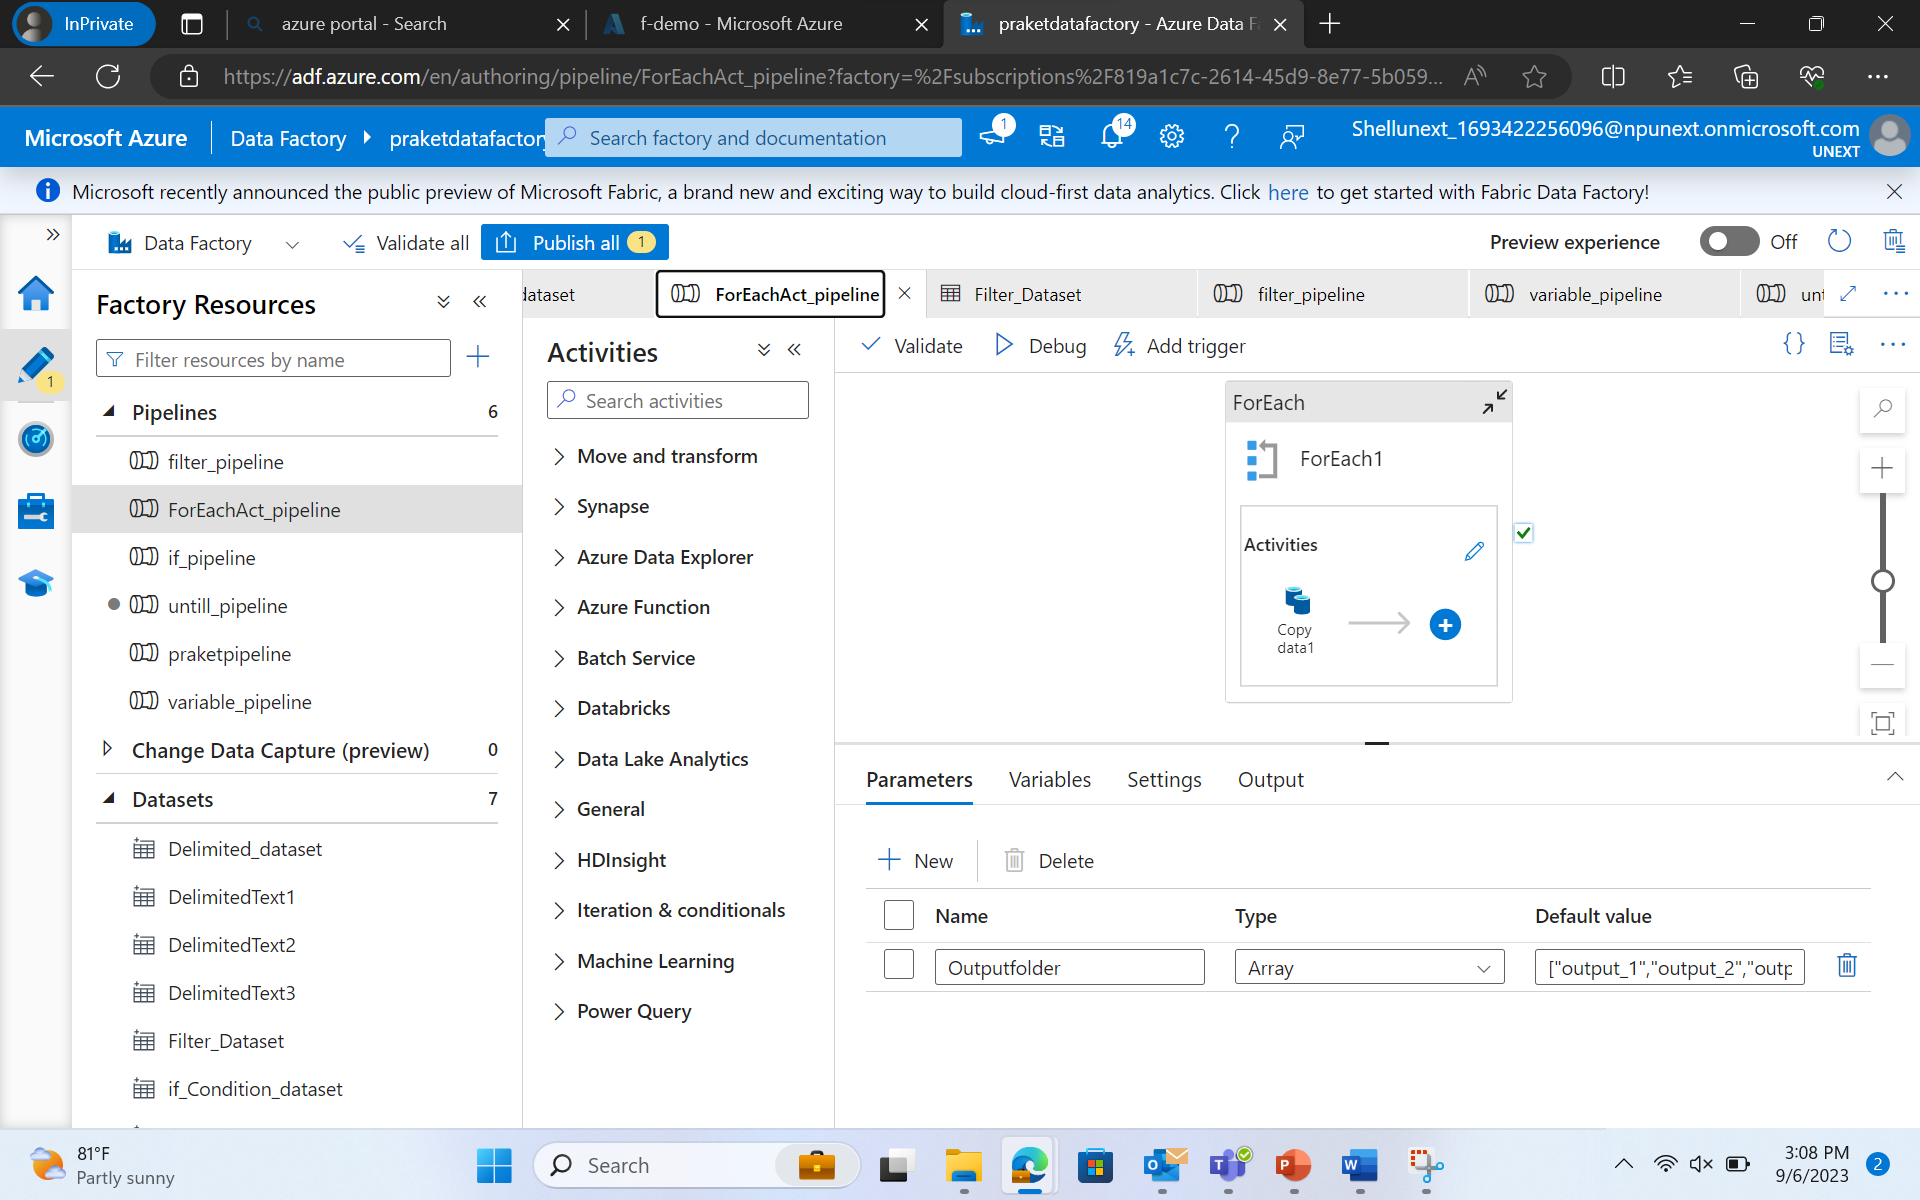 InPrivate
azure portal - Search
f-demo - Microsoft Azure
praketdatafactory - Azure Data F
https://adf.azure.com/en/authoring/pipeline/ForEachAct_pipeline?factory=%2Fsubscriptions%2F819a1c7c-2614-45d9-8e77-5b059...
Microsoft Azure
Data Factory
praketdatafactory
Search factory and documentation
1
14
Shellunext_1693422256096@npunext.onmicrosoft.com
UNEXT
Microsoft recently announced the public preview of Microsoft Fabric, a brand new and exciting way to build cloud-first data analytics. Click here to get started with Fabric Data Factory!
Data Factory
Validate all
Publish all 1
Preview experience
Off
Factory Resources
Filter resources by name
1
Pipelines 6
filter_pipeline
ForEachAct_pipeline
if_pipeline
untill_pipeline
praketpipeline
variable_pipeline
Change Data Capture (preview) 0
Datasets 7
Delimited_dataset
DelimitedText1
DelimitedText2
DelimitedText3
Filter_Dataset
if_Condition_dataset
dataset
ForEachAct_pipeline
Filter_Dataset
filter_pipeline
variable_pipeline
unt
Activities
Search activities
Move and transform
Synapse
Azure Data Explorer
Azure Function
Batch Service
Databricks
Data Lake Analytics
General
HDInsight
Iteration & conditionals
Machine Learning
Power Query
Validate
Debug
Add trigger
ForEach
ForEach1
Activities
Copy
data1
Parameters
Variables
Settings
Output
New
Delete
Name
Type
Default value
Outputfolder
Array
["output_1","output_2","outp
81°F
Partly sunny
Search
3:08 PM
9/6/2023
2